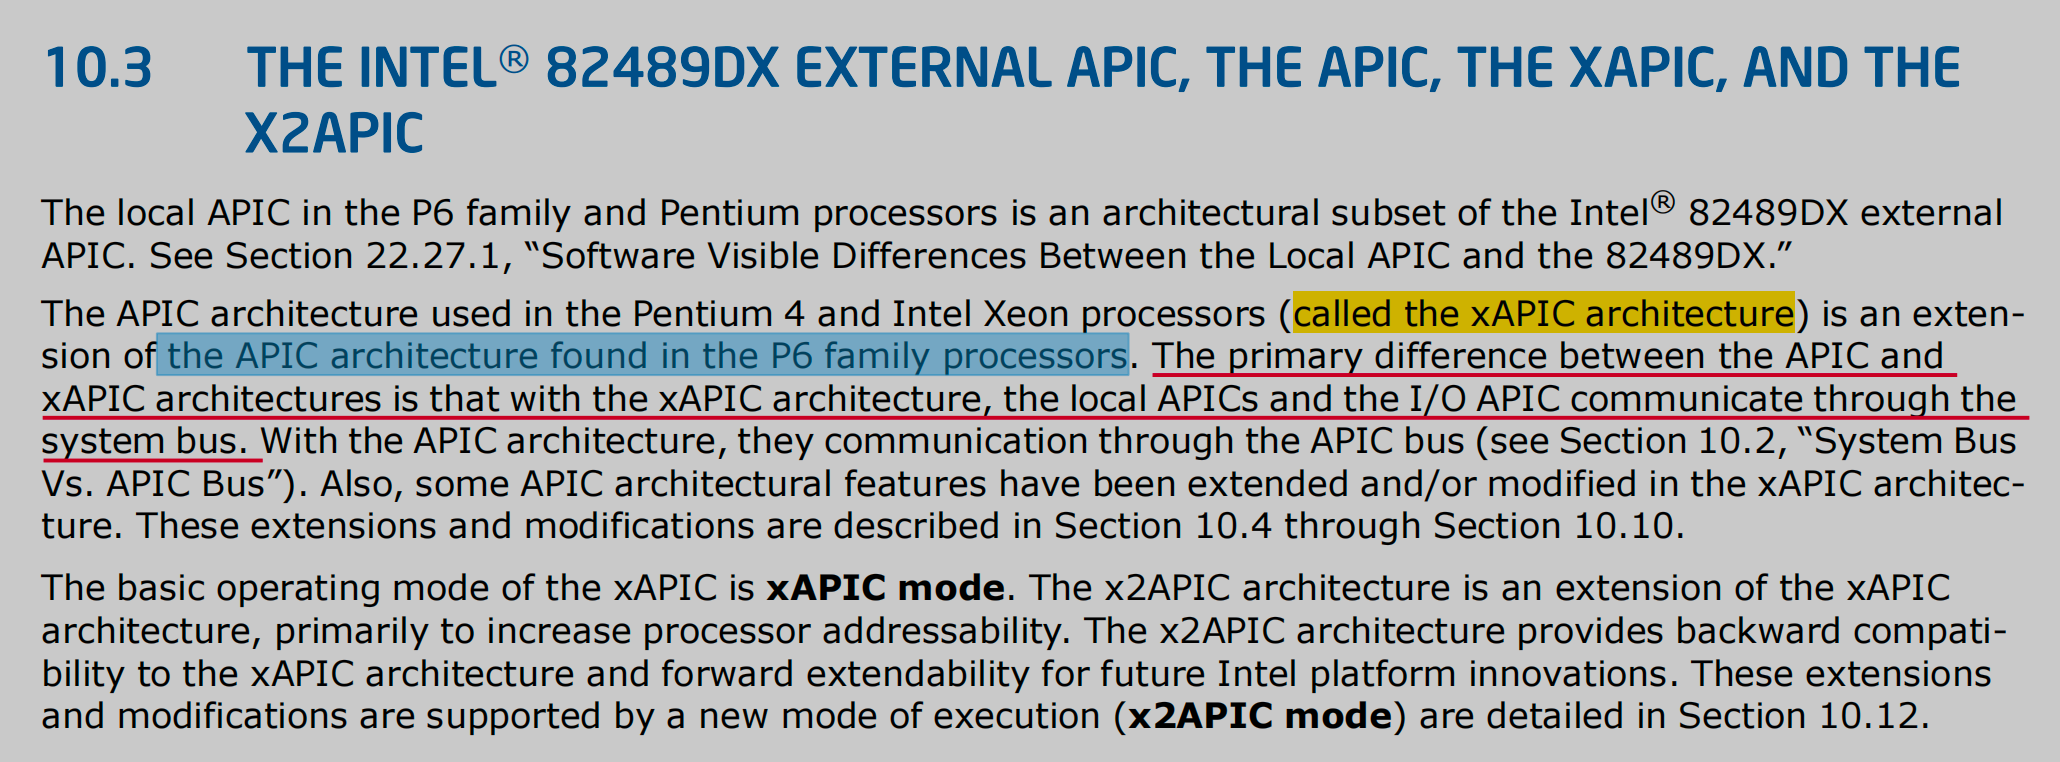 10.3 THE INTEL® 82489DX EXTERNAL APIC, THE APIC, THE XAPIC, AND THE
X2APIC
The local APIC in the P6 family and Pentium processors is an architectural subset of the Intel® 82489DX external
APIC. See Section 22.27.1, “Software Visible Differences Between the Local APIC and the 82489DX.”
The APIC architecture used in the Pentium 4 and Intel Xeon processors (called the xAPIC architecture) is an exten-
sion of the APIC architecture found in the P6 family processors. The primary difference between the APIC and
xAPIC architectures is that with the xAPIC architecture, the local APICs and the I/O APIC communicate through the
system bus. With the APIC architecture, they communication through the APIC bus (see Section 10.2, “System Bus
Vs. APIC Bus”). Also, some APIC architectural features have been extended and/or modified in the xAPIC architec-
ture. These extensions and modifications are described in Section 10.4 through Section 10.10.
The basic operating mode of the xAPIC is xAPIC mode. The x2APIC architecture is an extension of the xAPIC
architecture, primarily to increase processor addressability. The x2APIC architecture provides backward compati-
bility to the xAPIC architecture and forward extendability for future Intel platform innovations. These extensions
and modifications are supported by a new mode of execution (x2APIC mode) are detailed in Section 10.12.